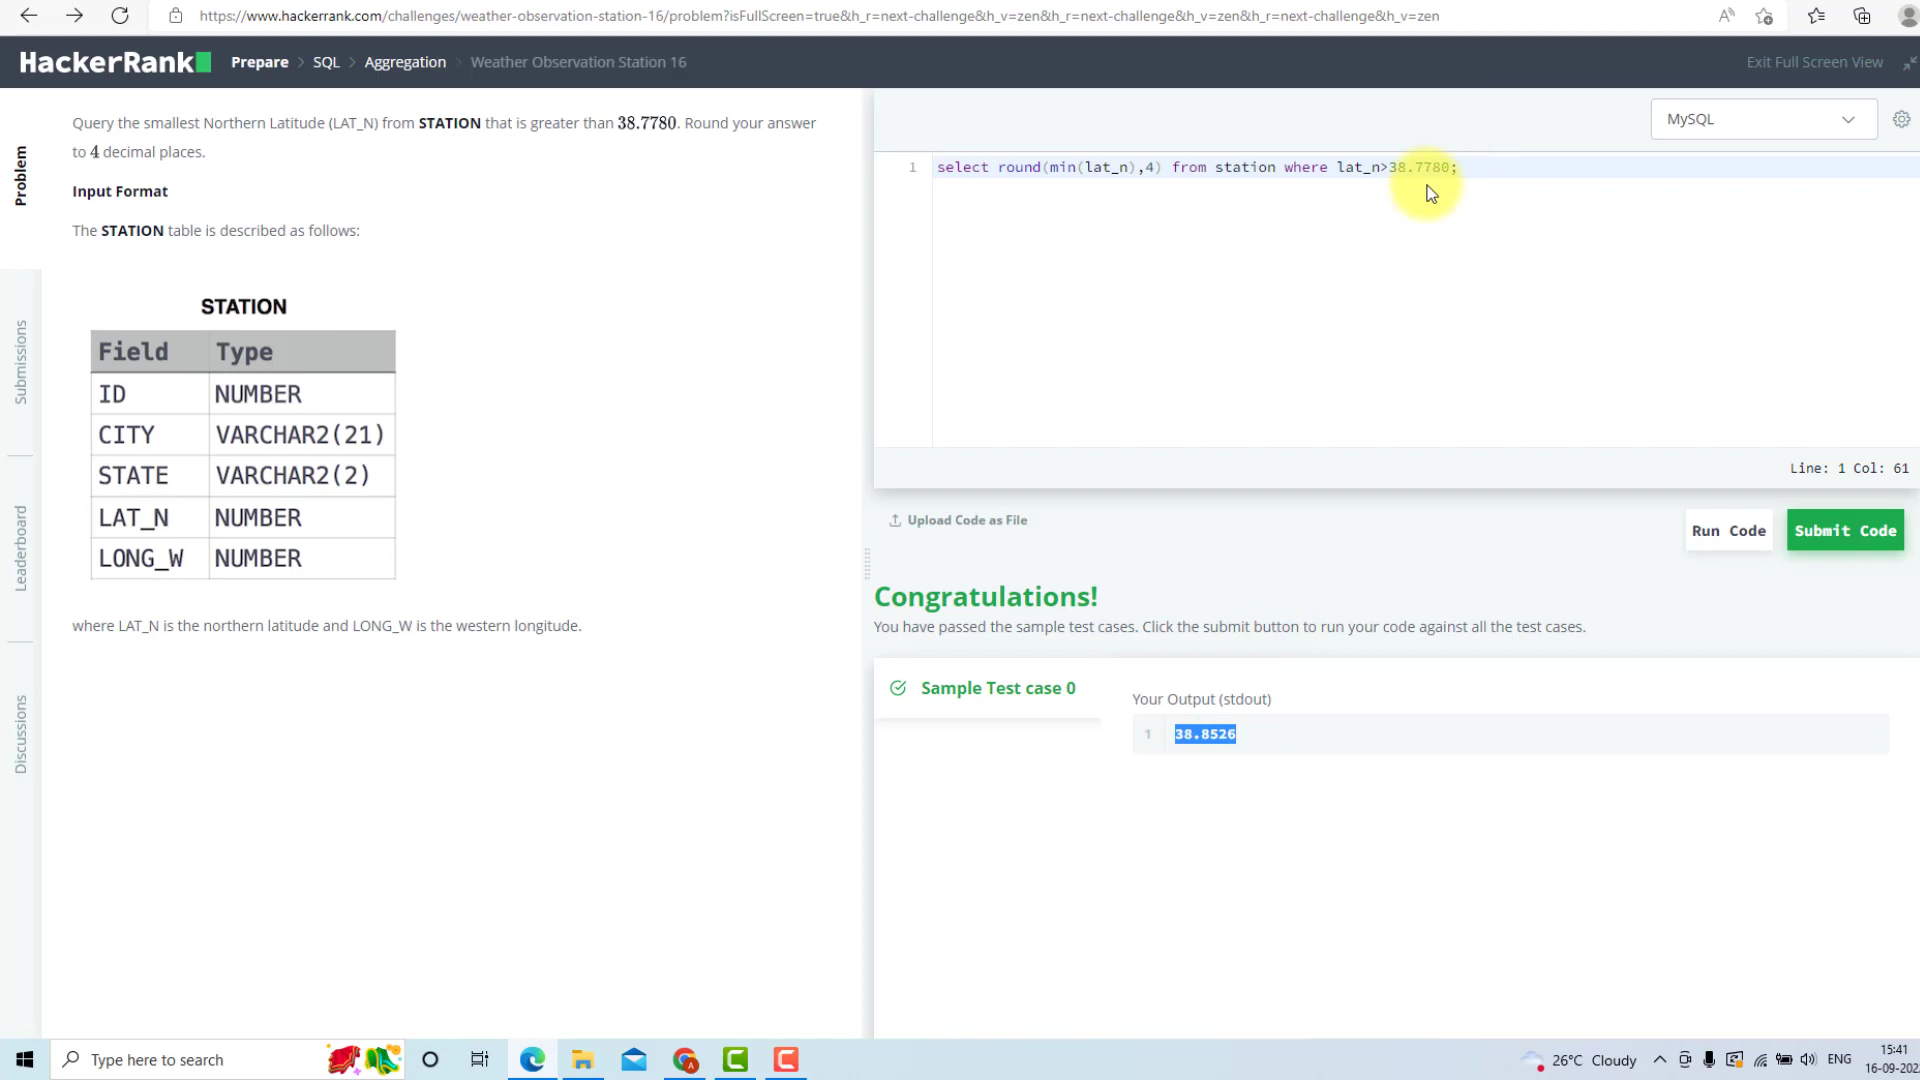 https://www.hackerrank.com/challenges/weather-observation-station-16/problem?isFullScreen=true&h_r=next-challenge&h_v=zen&h_r=next-challenge&h_v=zen&h_r=next-challenge&h_v=zen
HackerRank Prepare > SQL > Aggregation > Weather Observation Station 16
Exit Full Screen View
Problem
Submissions
Leaderboard
Discussions
Query the smallest Northern Latitude (LAT_N) from STATION that is greater than 38.7780. Round your answer
to 4 decimal places.
Input Format
The STATION table is described as follows:
STATION
Field Type
ID NUMBER
CITY VARCHAR2(21)
STATE VARCHAR2(2)
LAT_N NUMBER
LONG_W NUMBER
where LAT_N is the northern latitude and LONG_W is the western longitude.
MySQL
1 select round(min(lat_n),4) from station where lat_n>38.7780;
Line: 1 Col: 61
Upload Code as File
Run Code
Submit Code
Congratulations!
You have passed the sample test cases. Click the submit button to run your code against all the test cases.
Sample Test case 0
Your Output (stdout)
1 38.8526
Type here to search
26°C Cloudy
ENG
15:41